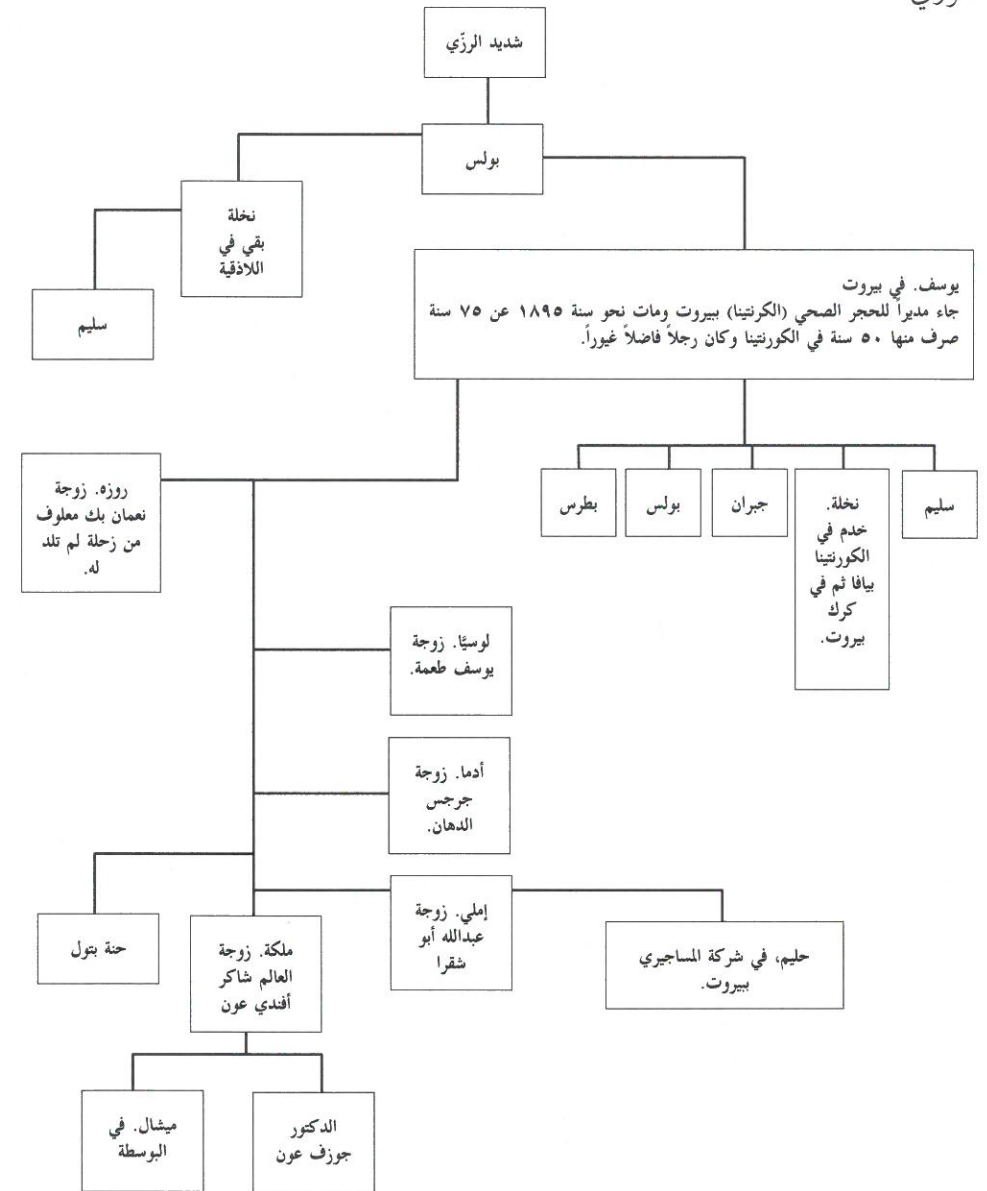 شديد الرزّي
بولس
نخلة
بقي في
اللاذقية
سليم
يوسف. في بيروت
جاء مديراً للحجر الصحي (الكرنتينا) ببيروت ومات نحو سنة ١٨٩٥ عن ٧٥ سنة
صرف منها ٥٠ سنة في الكورنتينا وكان رجلاً فاضلاً غيوراً.
سليم
نخلة.
خدم في
الكورنتينا
بيافا ثم في
كرك
بيروت.
جبران
بولس
بطرس
روزه. زوجة
نعمان بك معلوف
من زحلة لم تلد
له.
لوسيَّا. زوجة
يوسف طعمة.
أدما. زوجة
جرجس
الدهان.
إملي. زوجة
عبدالله أبو
شقرا
حليم، في شركة المساجيري
ببيروت.
ملكة. زوجة
العالم شاكر
أفندي عون
حنة بتول
الدكتور
جوزف عون
ميشال. في
البوسطة